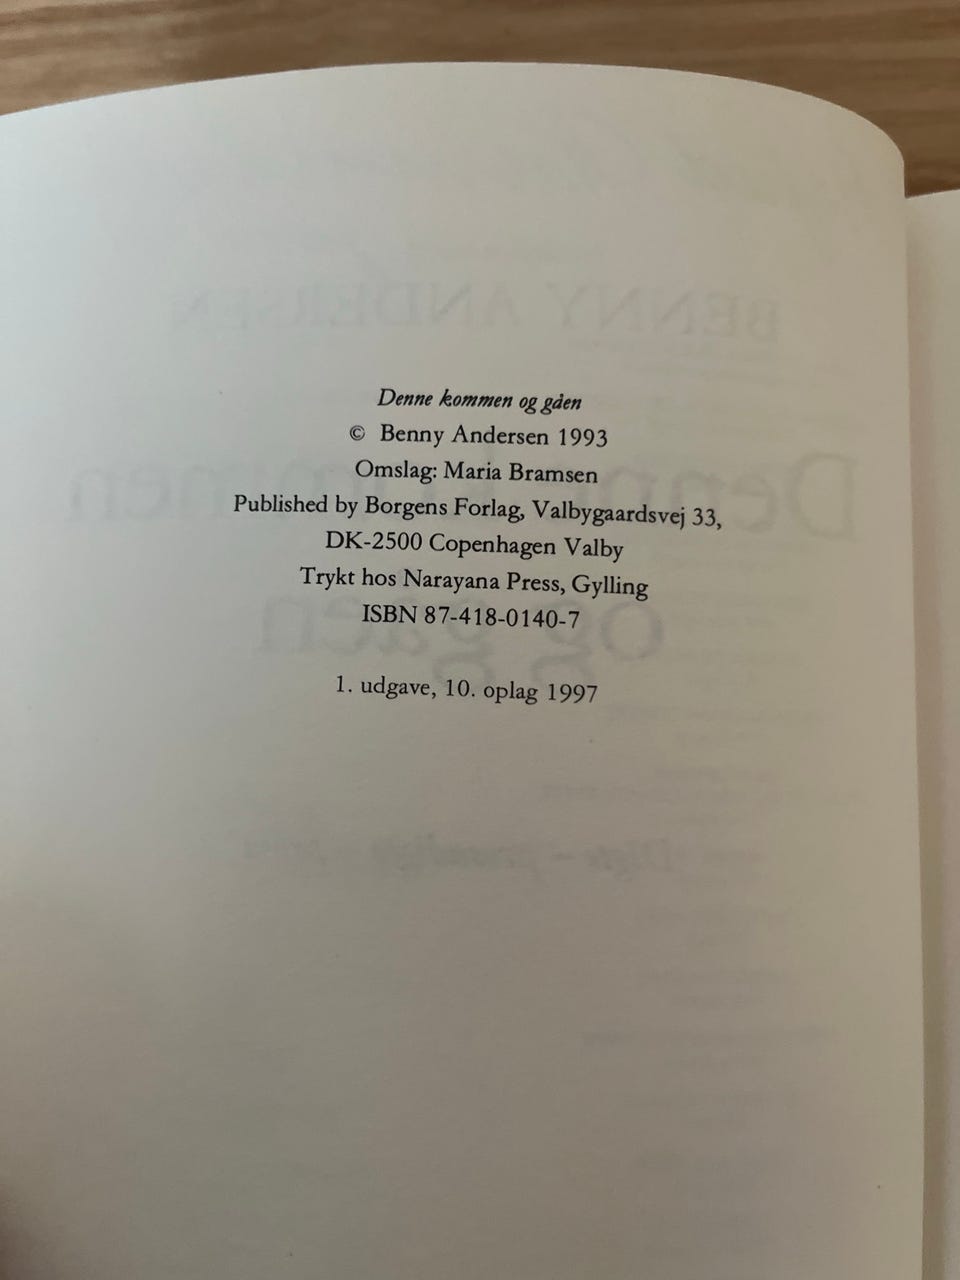 Denne kommen og gåen
© Benny Andersen 1993
Omslag: Maria Bramsen
Published by Borgens Forlag, Valbygaardsvej 33,
DK-2500 Copenhagen Valby
Trykt hos Narayana Press, Gylling
ISBN 87-418-0140-7
1. udgave, 10. oplag 1997